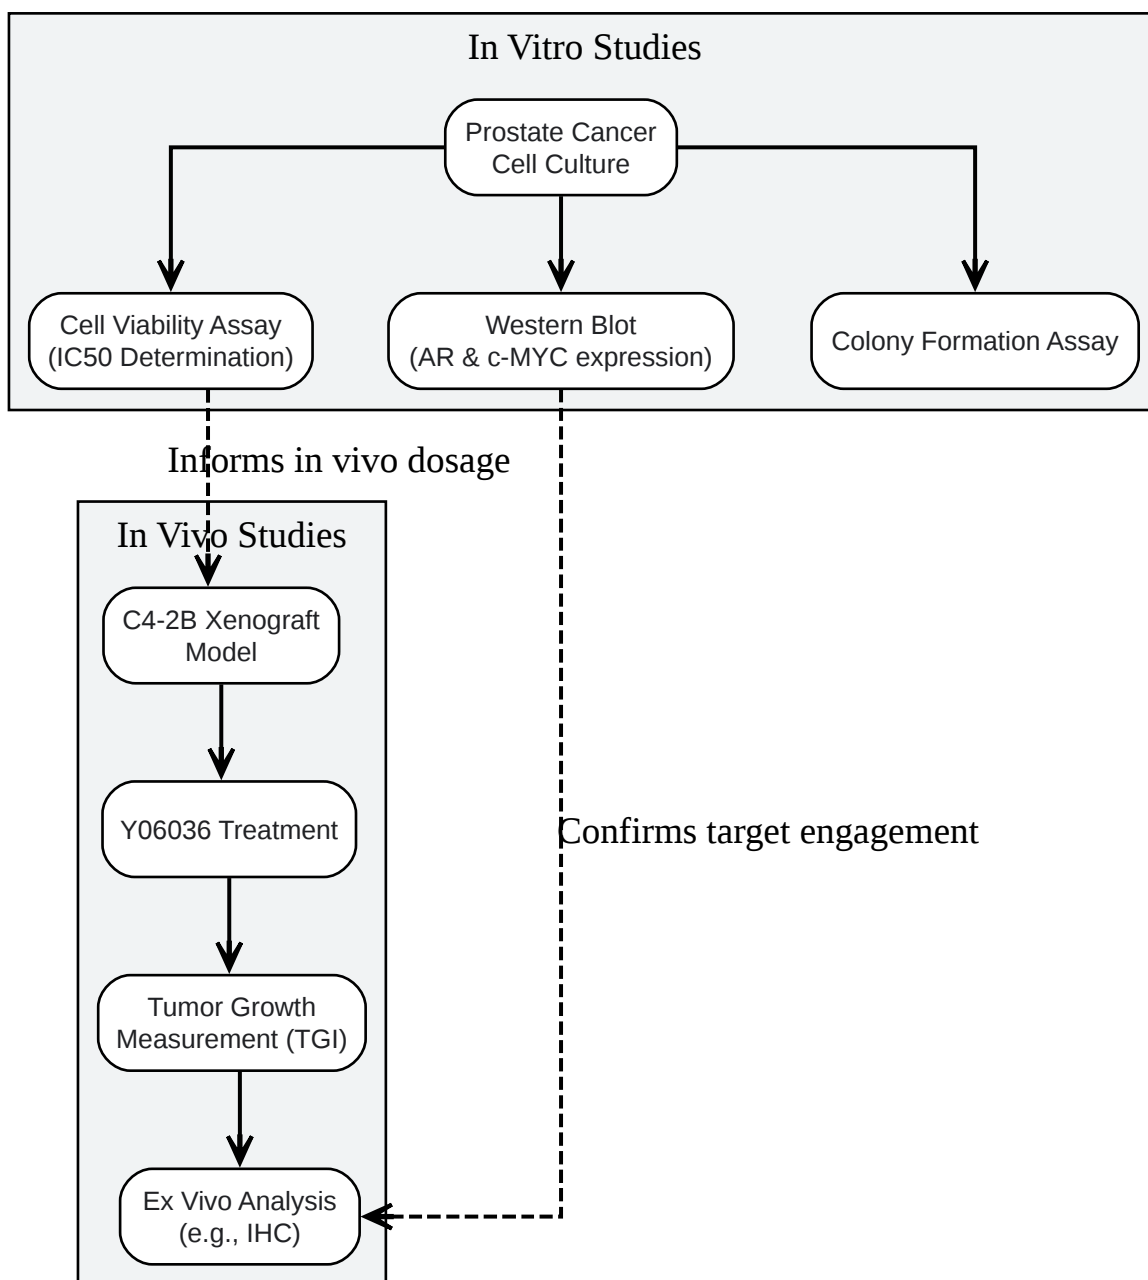 In Vitro Studies
Prostate Cancer
Cell Culture
Cell Viability Assay
(IC50 Determination)
Western Blot
(AR & c-MYC expression)
Colony Formation Assay
Informs in vivo dosage
In Vivo Studies
C4-2B Xenograft
Model
Y06036 Treatment
Confirms target engagement
Tumor Growth
Measurement (TGI)
Ex Vivo Analysis
(e.g., IHC)